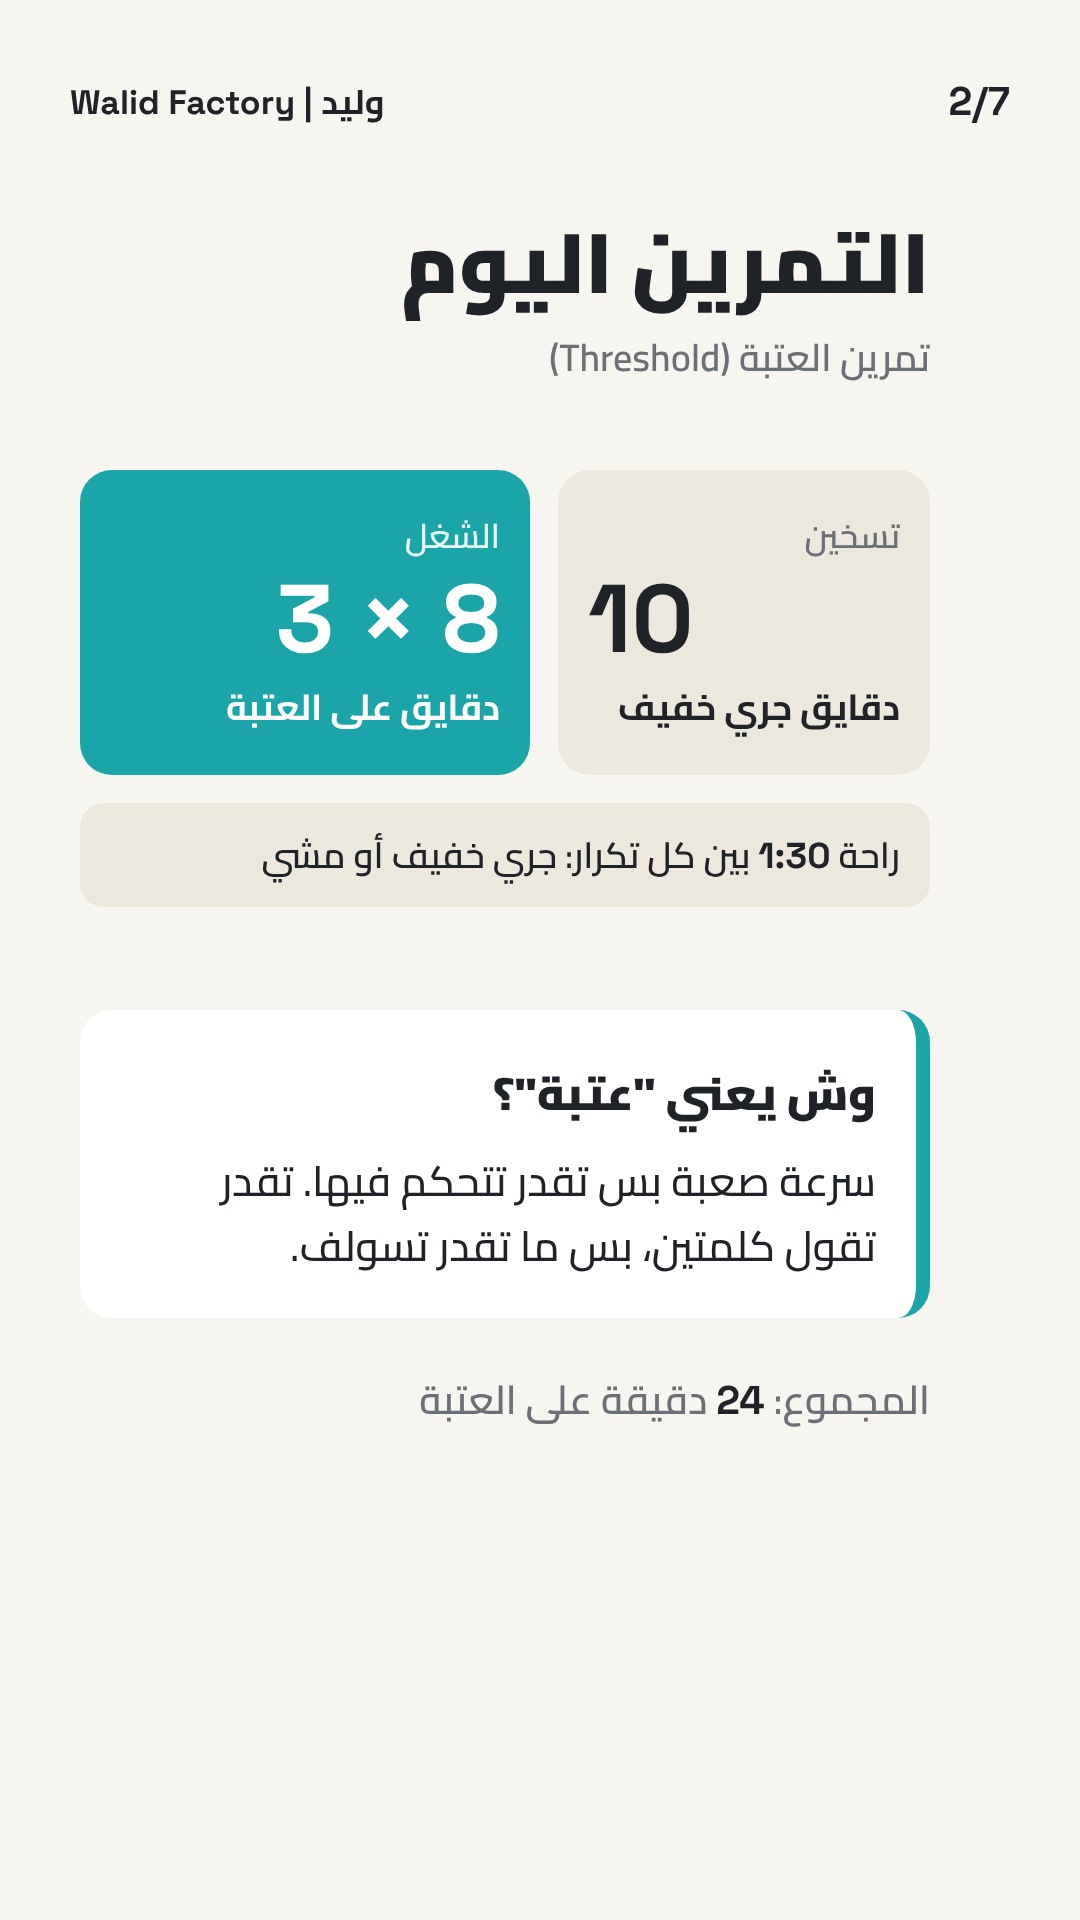 Walid Factory | وليد
2/7
التمرين اليوم
تمرين العتبة (Threshold)
تسخين
10
دقايق جري خفيف
الشغل
3 × 8
دقايق على العتبة
راحة 1:30 بين كل تكرار: جري خفيف أو مشي
وش يعني "عتبة"؟
سرعة صعبة بس تقدر تتحكم فيها. تقدر
تقول كلمتين، بس ما تقدر تسولف.
المجموع: 24 دقيقة على العتبة